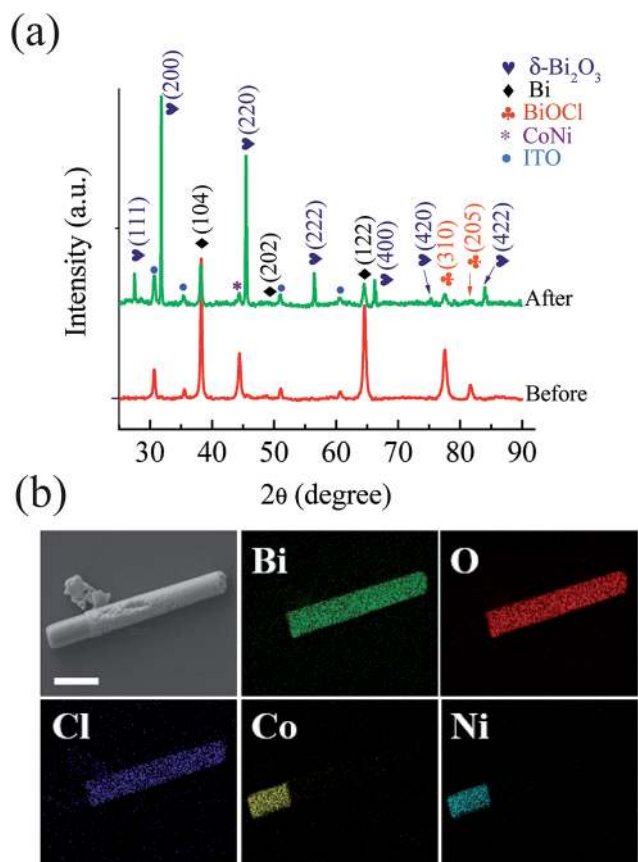 (a)
♥ δ-Bi₂O₃
♦ Bi
♣ BiOCl
* CoNi
• ITO
Intensity (a.u.)
♥(111)
•
♥(200)
•
♦(104)
*
♥(220)
♦(202)
•
♥(222)
•
♦(122)
♥(400)
♥(420)
♣(310)
♣(205)
♥(422)
After
Before
30 40 50 60 70 80 90
2θ (degree)
(b)
Bi
O
Cl
Co
Ni